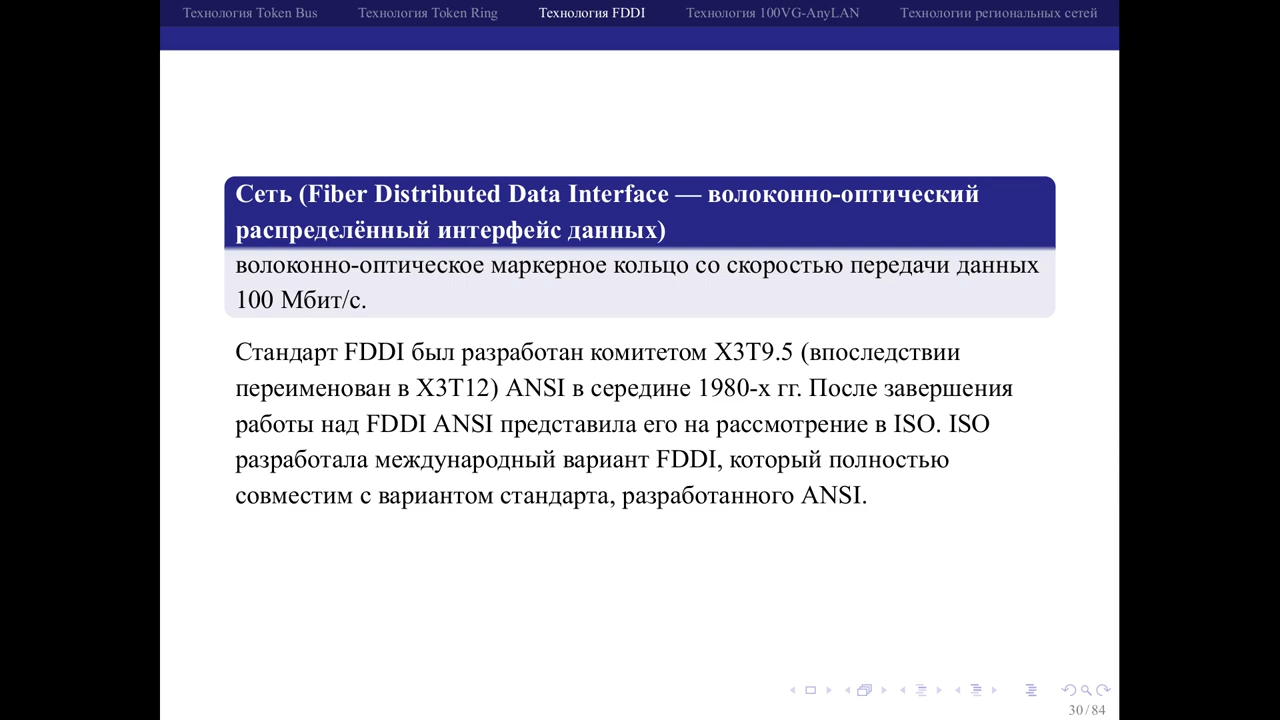 Технология Token Bus Технология Token Ring Технология FDDI Технология 100VG-AnyLAN Технологии региональных сетей
Сеть (Fiber Distributed Data Interface — волоконно-оптический
распределённый интерфейс данных)
волоконно-оптическое маркерное кольцо со скоростью передачи данных
100 Мбит/с.
Стандарт FDDI был разработан комитетом X3T9.5 (впоследствии
переименован в X3T12) ANSI в середине 1980-х гг. После завершения
работы над FDDI ANSI представила его на рассмотрение в ISO. ISO
разработала международный вариант FDDI, который полностью
совместим с вариантом стандарта, разработанного ANSI.
30 / 84